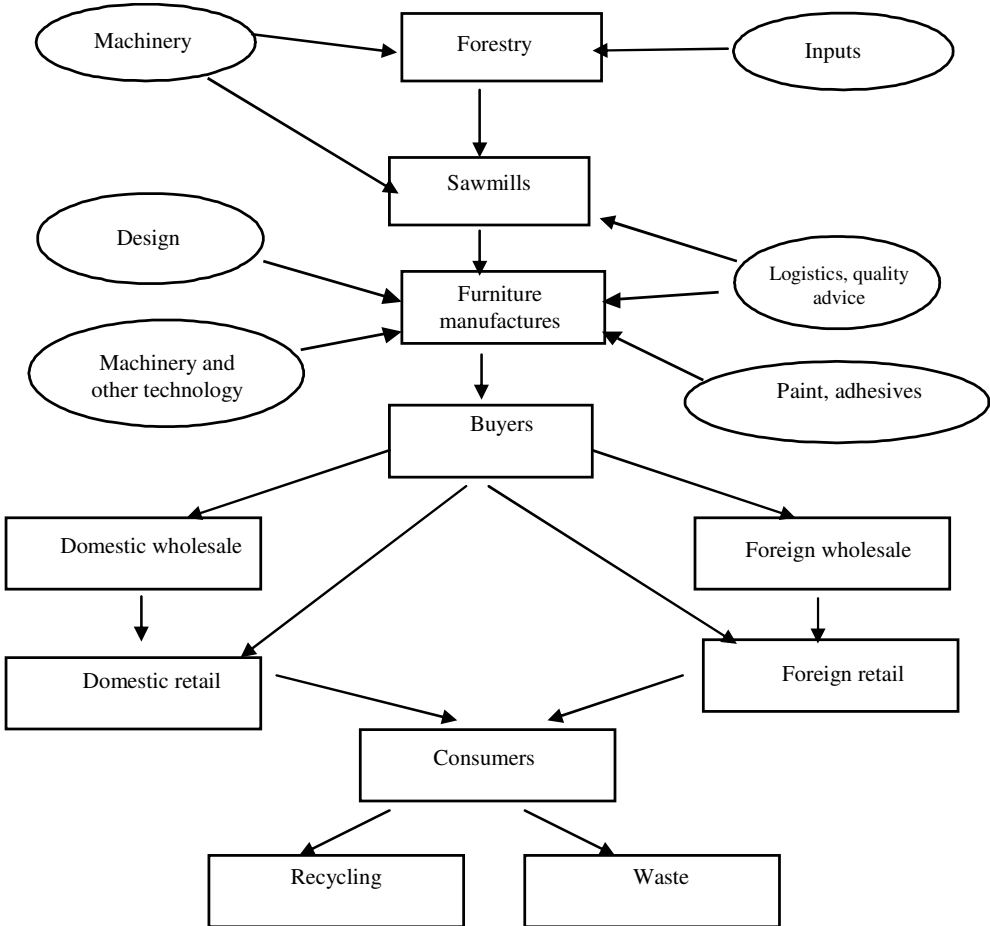 Machinery
Forestry
Inputs
Sawmills
Design
Logistics, quality
advice
Furniture
manufactures
Machinery and
other technology
Paint, adhesives
Buyers
Domestic wholesale
Foreign wholesale
Domestic retail
Foreign retail
Consumers
Recycling
Waste